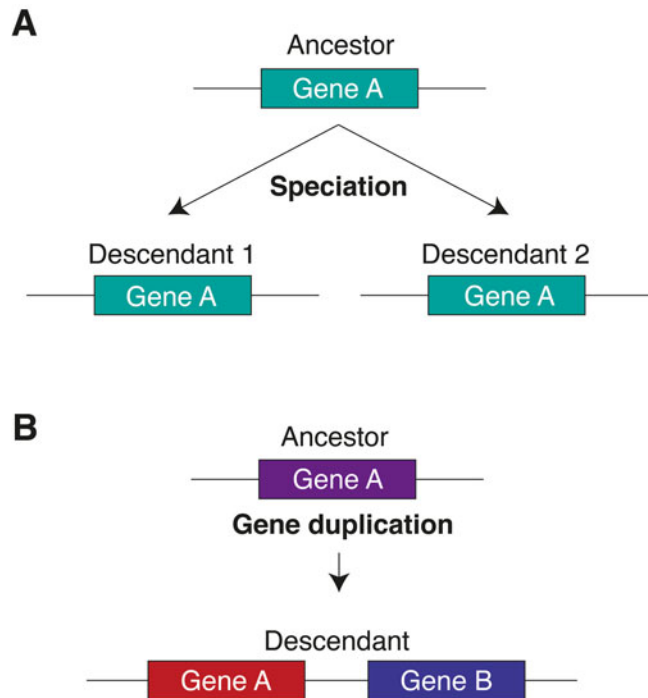 A
Ancestor
Gene A
Speciation
Descendant 1
Descendant 2
Gene A
Gene A
B
Ancestor
Gene A
Gene duplication
Descendant
Gene A
Gene B